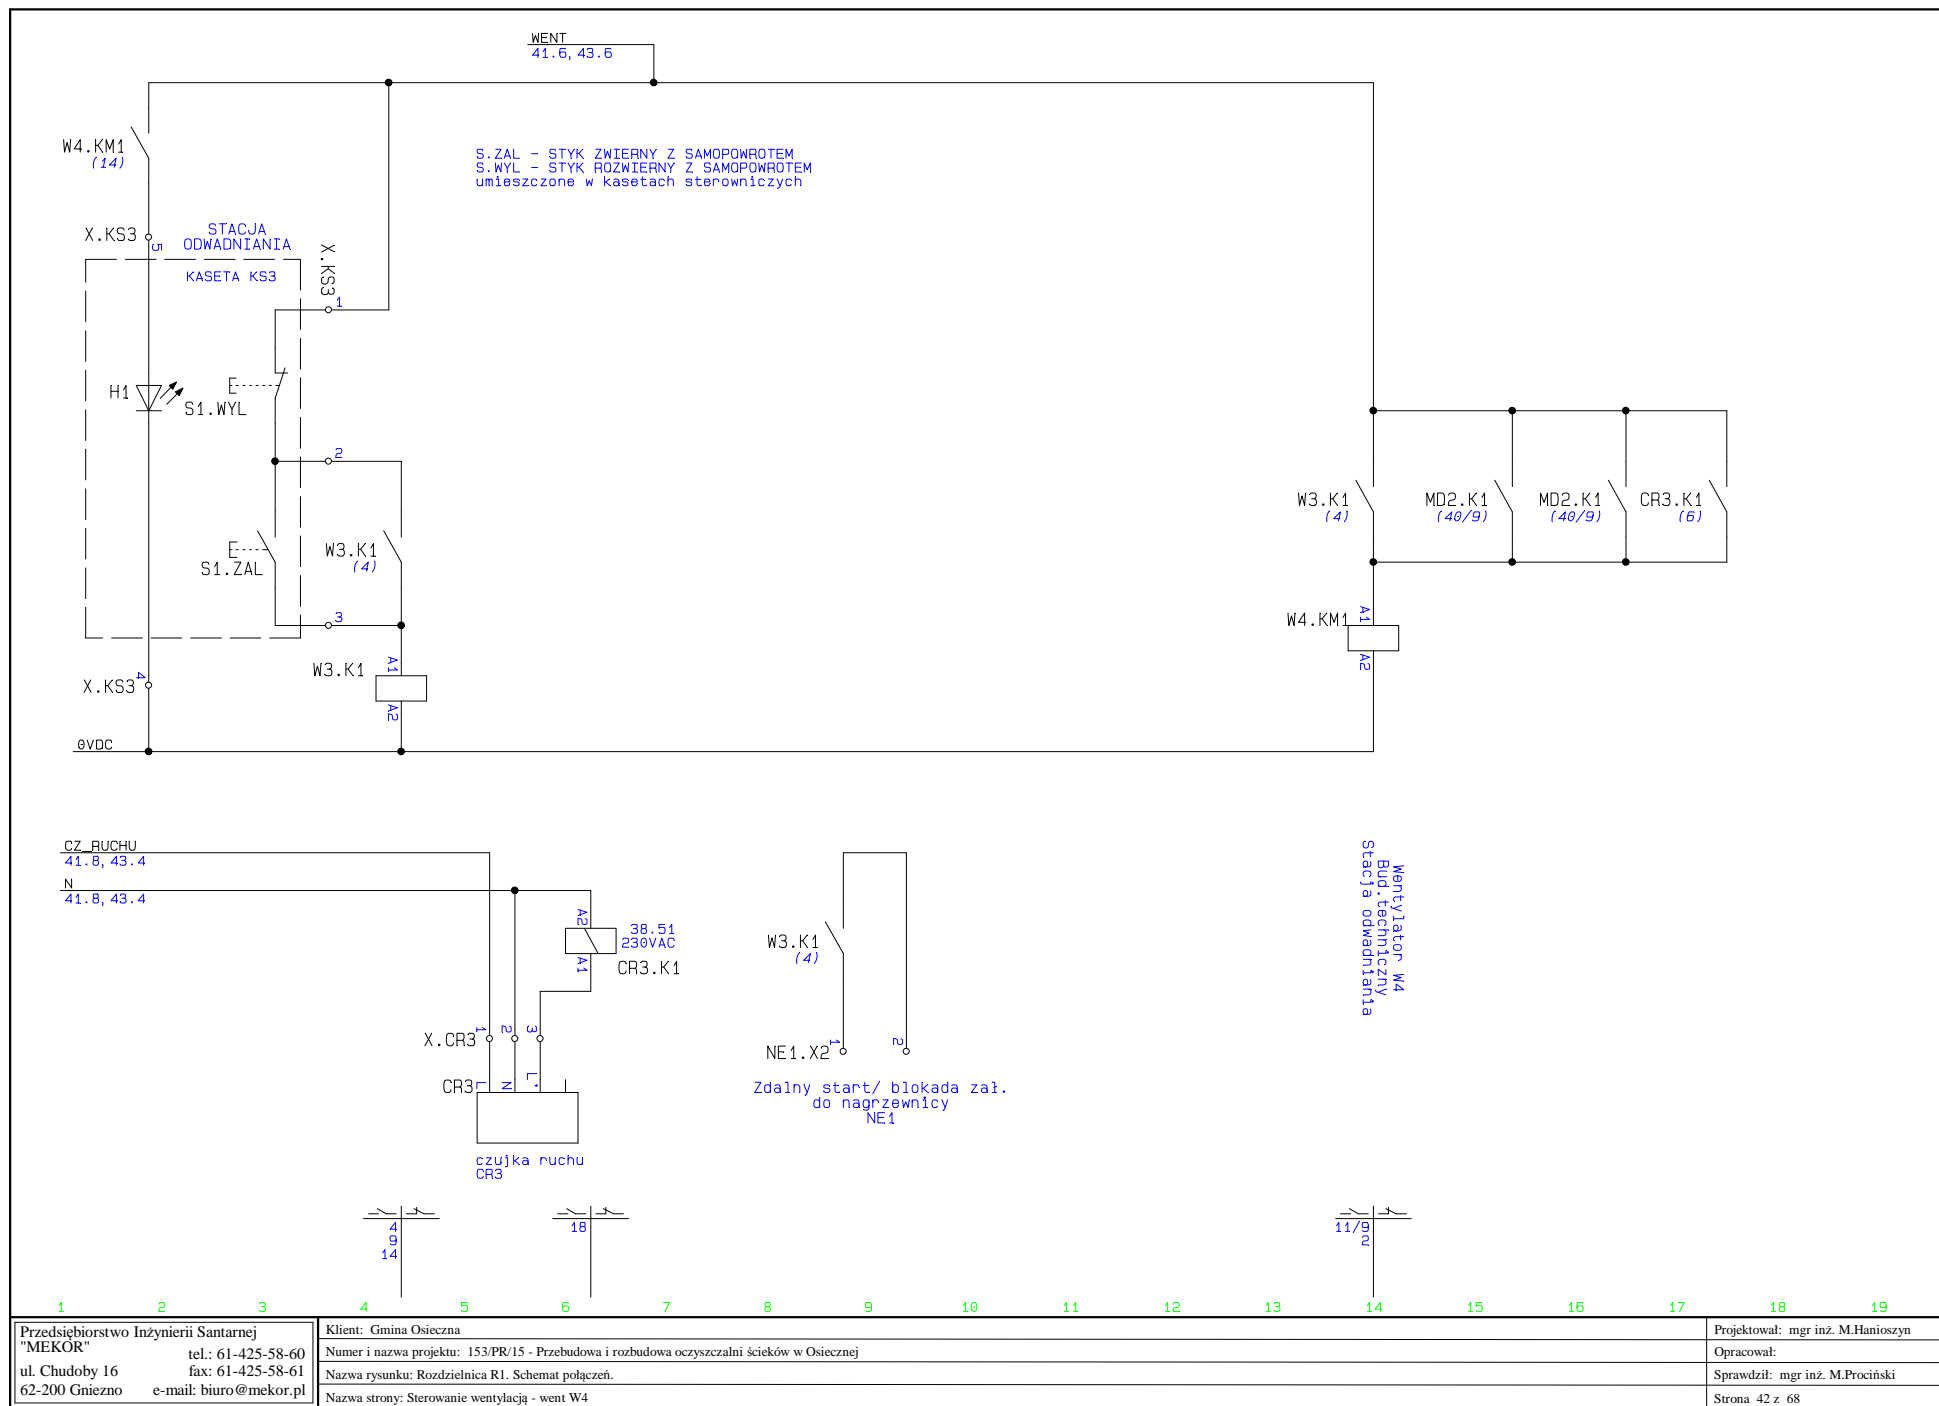 WENT
41.6, 43.6
W4.KM1
(14)
S.ZAL - STYK ZWIERNY Z SAMOPOWROTEM
S.WYL - STYK ROZWIERNY Z SAMOPOWROTEM
umieszczone w kasetach sterowniczych
X.KS3
5
STACJA
ODWADNIANIA
KASETA KS3
X.KS3
1
H1
S1.WYL
2
S1.ZAL
W3.K1
(4)
3
W3.K1
A1
A2
X.KS3
4
0VDC
W3.K1
(4)
MD2.K1
(40/9)
MD2.K1
(40/9)
CR3.K1
(6)
W4.KM1
A1
A2
CZ_RUCHU
41.8, 43.4
N
41.8, 43.4
A2
38.51
230VAC
A1
CR3.K1
X.CR3
1
2
3
CR3
L
N
L'
czujka ruchu
CR3
W3.K1
(4)
NE1.X2
1
2
Zdalny start/ blokada zał.
do nagrzewnicy
NE1
Wentylator W4
Bud.techniczny
Stacja odwadniania
4
9
14
18
11/9
2
1 2 3 4 5 6 7 8 9 10 11 12 13 14 15 16 17 18 19
Przedsiębiorstwo Inżynierii Santarnej
"MEKOR"
tel.: 61-425-58-60
ul. Chudoby 16 fax: 61-425-58-61
62-200 Gniezno e-mail: biuro@mekor.pl
Klient: Gmina Osieczna
Numer i nazwa projektu: 153/PR/15 - Przebudowa i rozbudowa oczyszczalni ścieków w Osiecznej
Nazwa rysunku: Rozdzielnica R1. Schemat połączeń.
Nazwa strony: Sterowanie wentylacją - went W4
Projektował: mgr inż. M.Hanioszyn
Opracował:
Sprawdził: mgr inż. M.Prociński
Strona 42 z 68